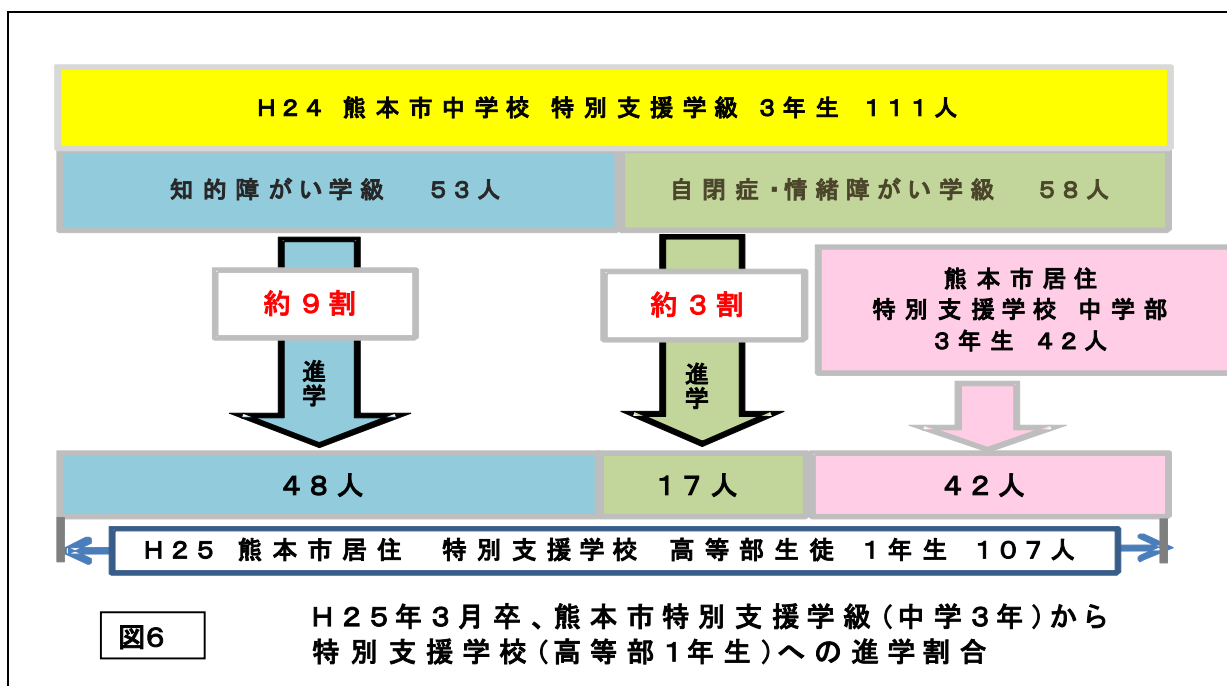 H24 熊本市中学校 特別支援学級 3年生 111人
知的障がい学級 53人
自閉症・情緒障がい学級 58人
約9割
約3割
熊本市居住
特別支援学校 中学部
3年生 42人
進学
進学
48人
17人
42人
H25 熊本市居住 特別支援学校 高等部生徒 1年生 107人
図6
H25年3月卒、熊本市特別支援学級(中学3年)から
特別支援学校(高等部1年生)への進学割合